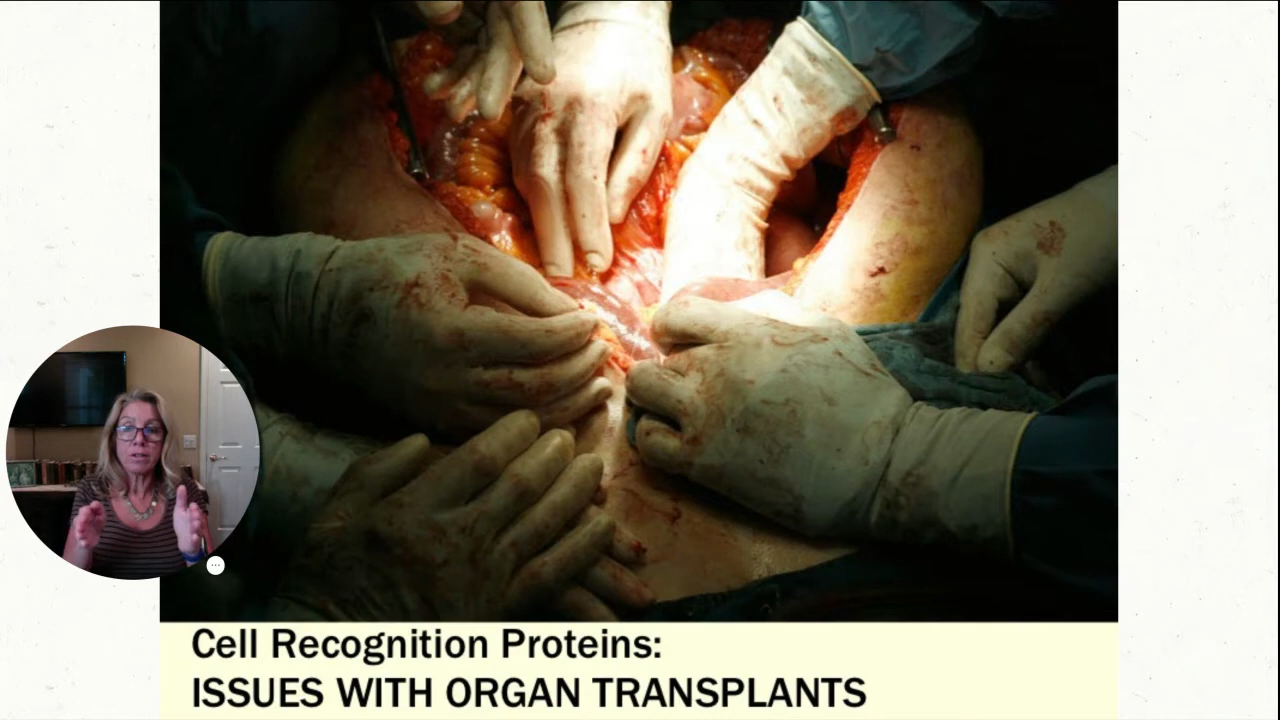 Cell Recognition Proteins:
ISSUES WITH ORGAN TRANSPLANTS